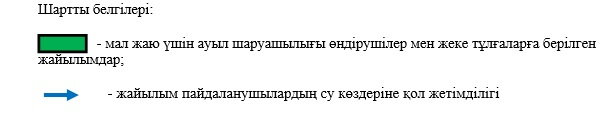 Шартты белгілері:
- мал жаю үшін ауыл шаруашылығы өндірушілер мен жеке тұлғаларға берілген
жайылымдар;
- жайылым пайдаланушылардың су көздеріне қол жетімділігі